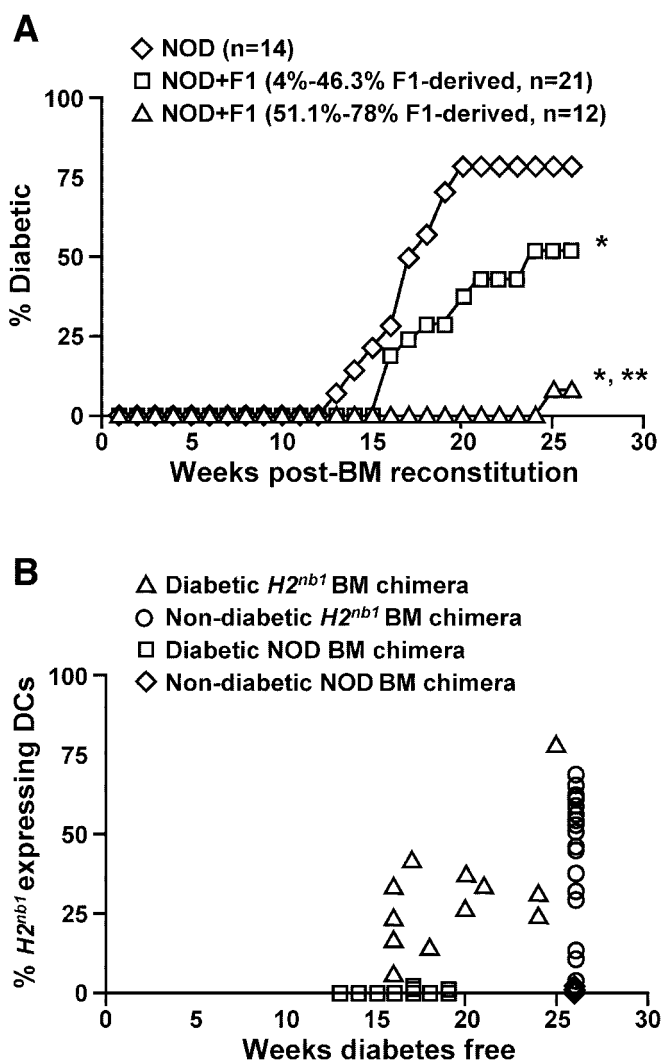 A
NOD (n=14)
NOD+F1 (4%-46.3% F1-derived, n=21)
NOD+F1 (51.1%-78% F1-derived, n=12)
% Diabetic
100
75
50
25
0
*
*, **
0 5 10 15 20 25 30
Weeks post-BM reconstitution
B
Diabetic H2nb1 BM chimera
Non-diabetic H2nb1 BM chimera
Diabetic NOD BM chimera
Non-diabetic NOD BM chimera
% H2nb1 expressing DCs
100
75
50
25
0
0 5 10 15 20 25 30
Weeks diabetes free